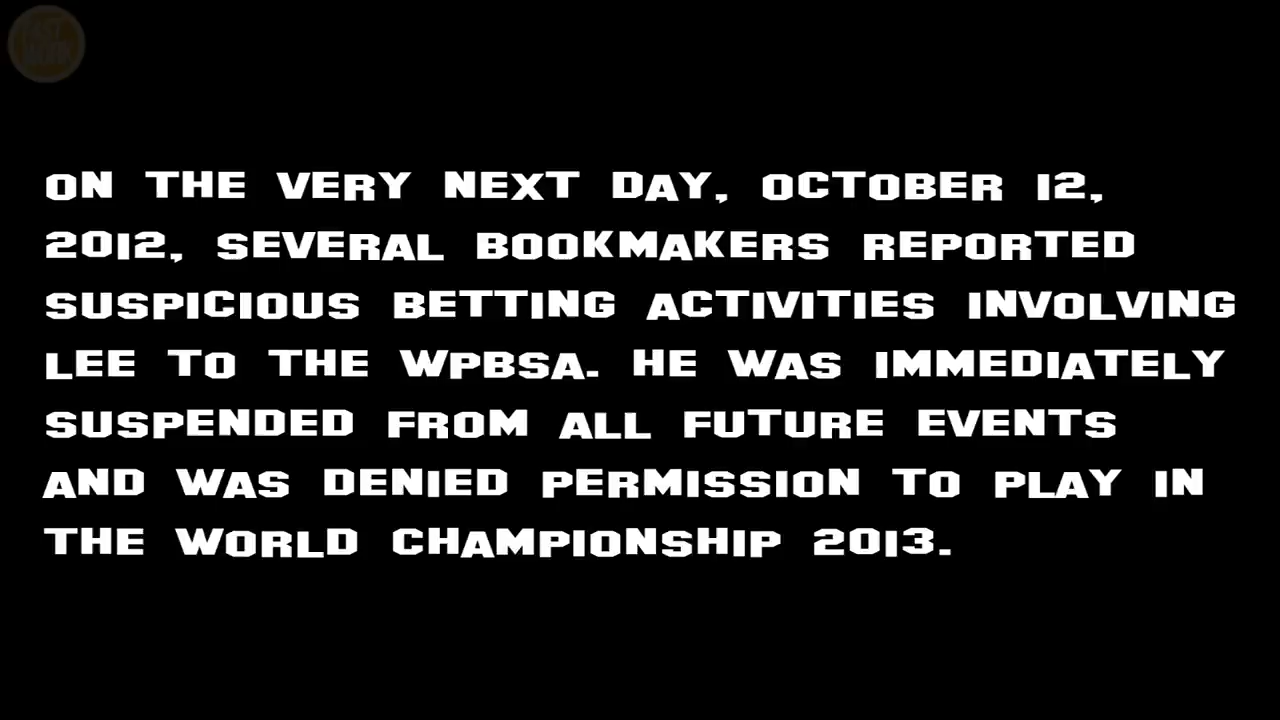 ON THE VERY NEXT DAY, OCTOBER 12,
2012, SEVERAL BOOKMAKERS REPORTED
SUSPICIOUS BETTING ACTIVITIES INVOLVING
LEE TO THE WPBSA. HE WAS IMMEDIATELY
SUSPENDED FROM ALL FUTURE EVENTS
AND WAS DENIED PERMISSION TO PLAY IN
THE WORLD CHAMPIONSHIP 2013.